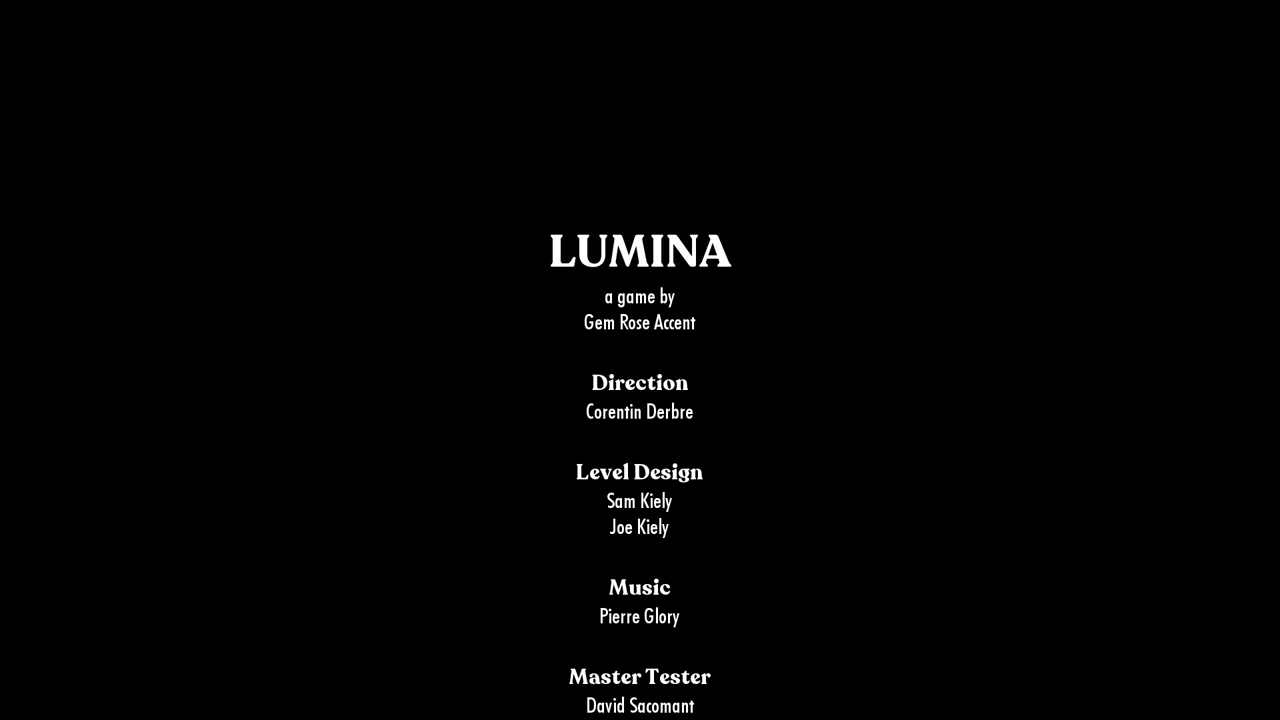 LUMINA
a game by
Gem Rose Accent
Direction
Corentin Derbre
Level Design
Sam Kiely
Joe Kiely
Music
Pierre Glory
Master Tester
David Sacomant